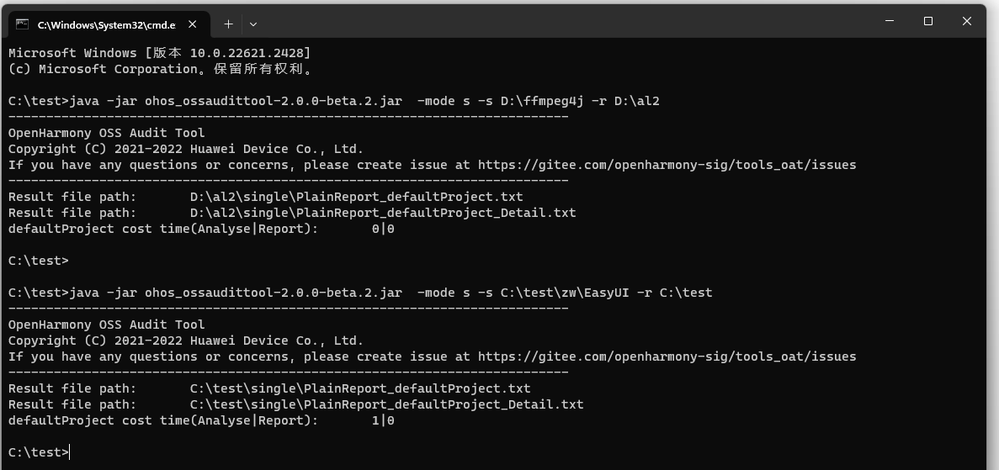 C:\Windows\System32\cmd.e
Microsoft Windows [版本 10.0.22621.2428]
(c) Microsoft Corporation。保留所有权利。
C:\test>java -jar ohos_ossaudittool-2.0.0-beta.2.jar  -mode s -s D:\ffmpeg4j -r D:\al2
--------------------------------------------------------------------------
OpenHarmony OSS Audit Tool
Copyright (C) 2021-2022 Huawei Device Co., Ltd.
If you have any questions or concerns, please create issue at https://gitee.com/openharmony-sig/tools_oat/issues
--------------------------------------------------------------------------
Result file path:       D:\al2\single\PlainReport_defaultProject.txt
Result file path:       D:\al2\single\PlainReport_defaultProject_Detail.txt
defaultProject cost time(Analyse|Report):       0|0
C:\test>
C:\test>java -jar ohos_ossaudittool-2.0.0-beta.2.jar  -mode s -s C:\test\zw\EasyUI -r C:\test
--------------------------------------------------------------------------
OpenHarmony OSS Audit Tool
Copyright (C) 2021-2022 Huawei Device Co., Ltd.
If you have any questions or concerns, please create issue at https://gitee.com/openharmony-sig/tools_oat/issues
--------------------------------------------------------------------------
Result file path:       C:\test\single\PlainReport_defaultProject.txt
Result file path:       C:\test\single\PlainReport_defaultProject_Detail.txt
defaultProject cost time(Analyse|Report):       1|0
C:\test>